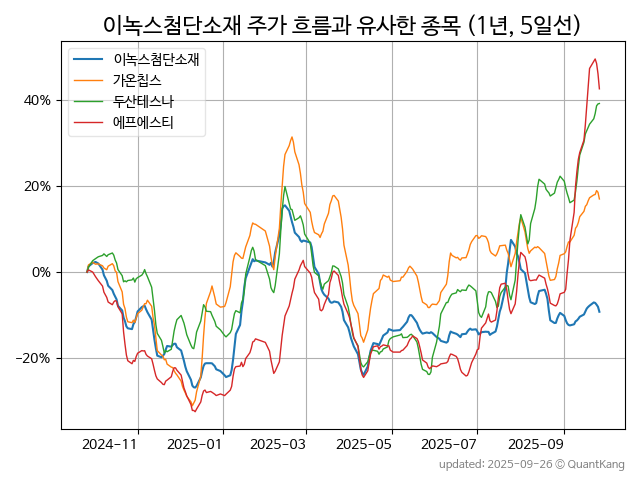 이녹스첨단소재 주가 흐름과 유사한 종목 (1년, 5일선)
이녹스첨단소재
가온칩스
두산테스나
에프에스티
40%
20%
0%
−20%
2024-11
2025-01
2025-03
2025-05
2025-07
2025-09
updated: 2025-09-26 © QuantKang